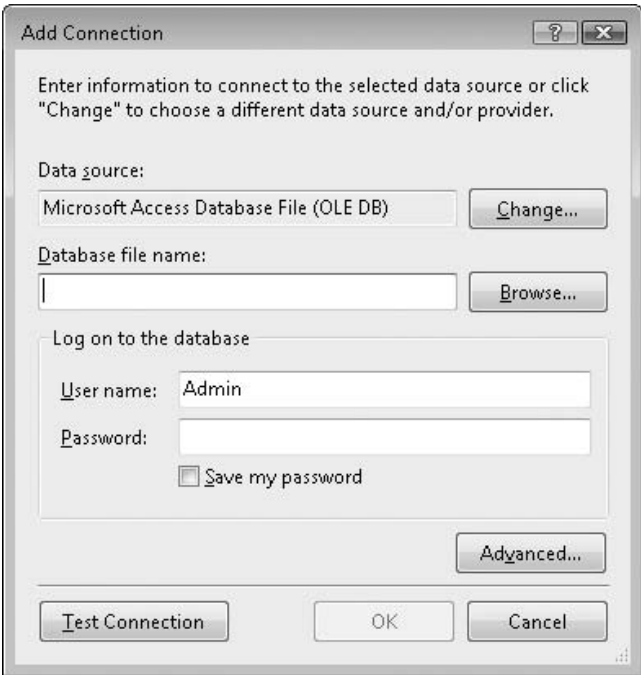 Add Connection
Enter information to connect to the selected data source or click
"Change" to choose a different data source and/or provider.
Data source:
Microsoft Access Database File (OLE DB)
Change...
Database file name:
Browse...
Log on to the database
User name:
Admin
Password:
Save my password
Advanced...
Test Connection
OK
Cancel